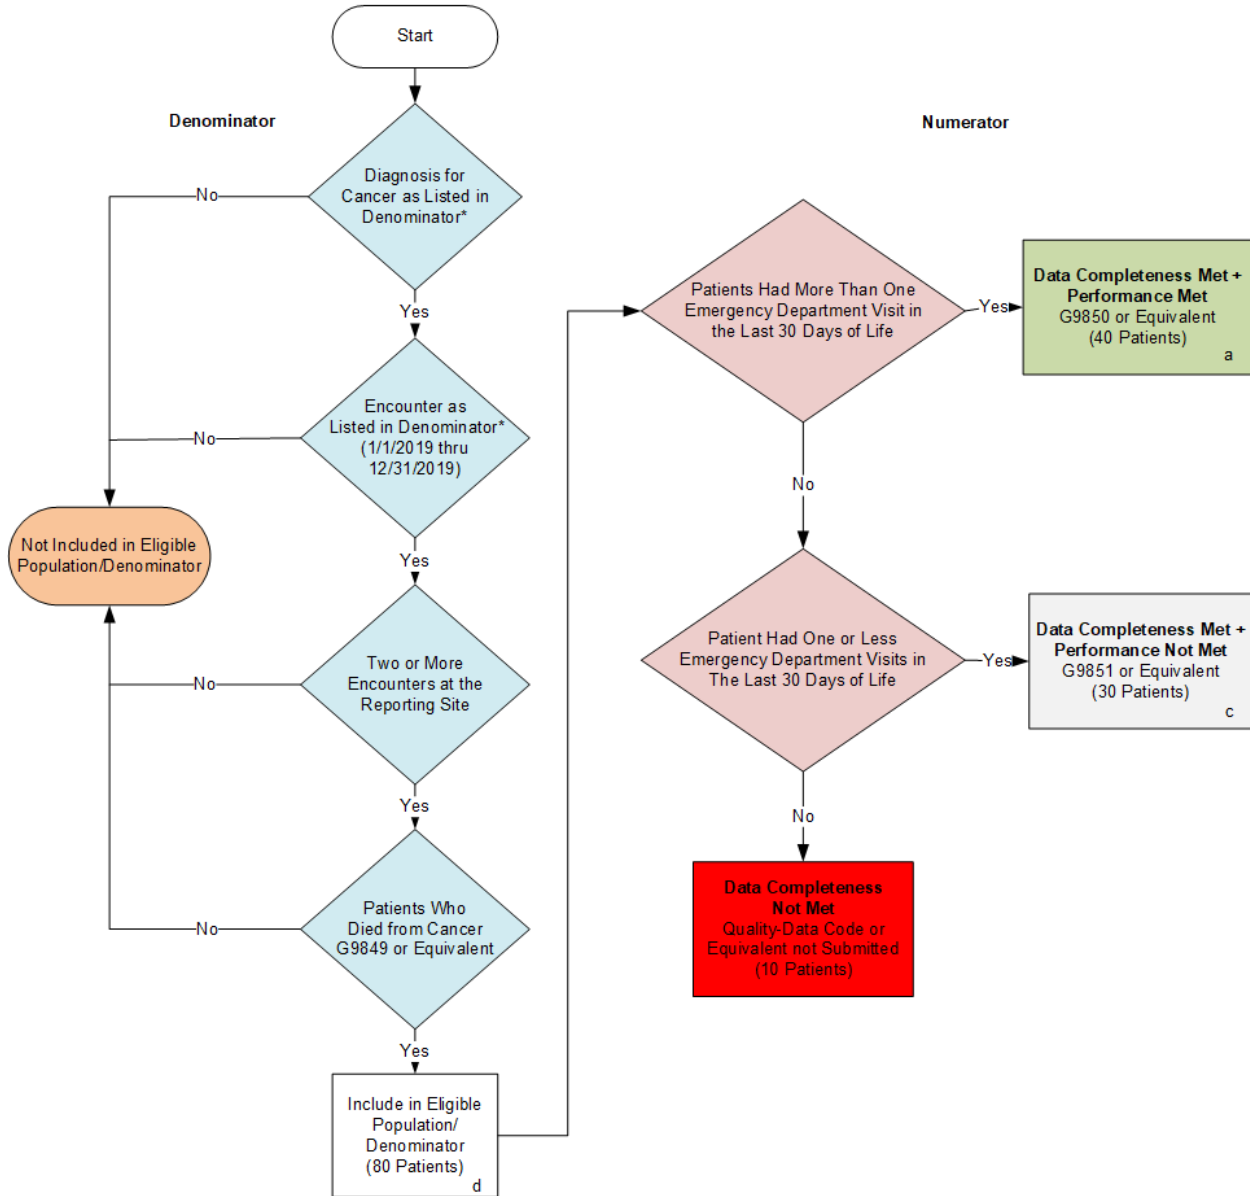 Start
Denominator
Diagnosis for
Cancer as Listed in
Denominator*
No
Yes
Encounter as
Listed in Denominator*
(1/1/2019 thru
12/31/2019)
No
Yes
Not Included in Eligible
Population/Denominator
Two or More
Encounters at the
Reporting Site
No
Yes
Patients Who
Died from Cancer
G9849 or Equivalent
No
Yes
Include in Eligible
Population/
Denominator
(80 Patients)
d
Numerator
Patients Had More Than One
Emergency Department Visit in
the Last 30 Days of Life
Yes
Data Completeness Met +
Performance Met
G9850 or Equivalent
(40 Patients)
a
No
Patient Had One or Less
Emergency Department Visits in
The Last 30 Days of Life
Yes
Data Completeness Met +
Performance Not Met
G9851 or Equivalent
(30 Patients)
c
No
Data Completeness
Not Met
Quality-Data Code or
Equivalent not Submitted
(10 Patients)